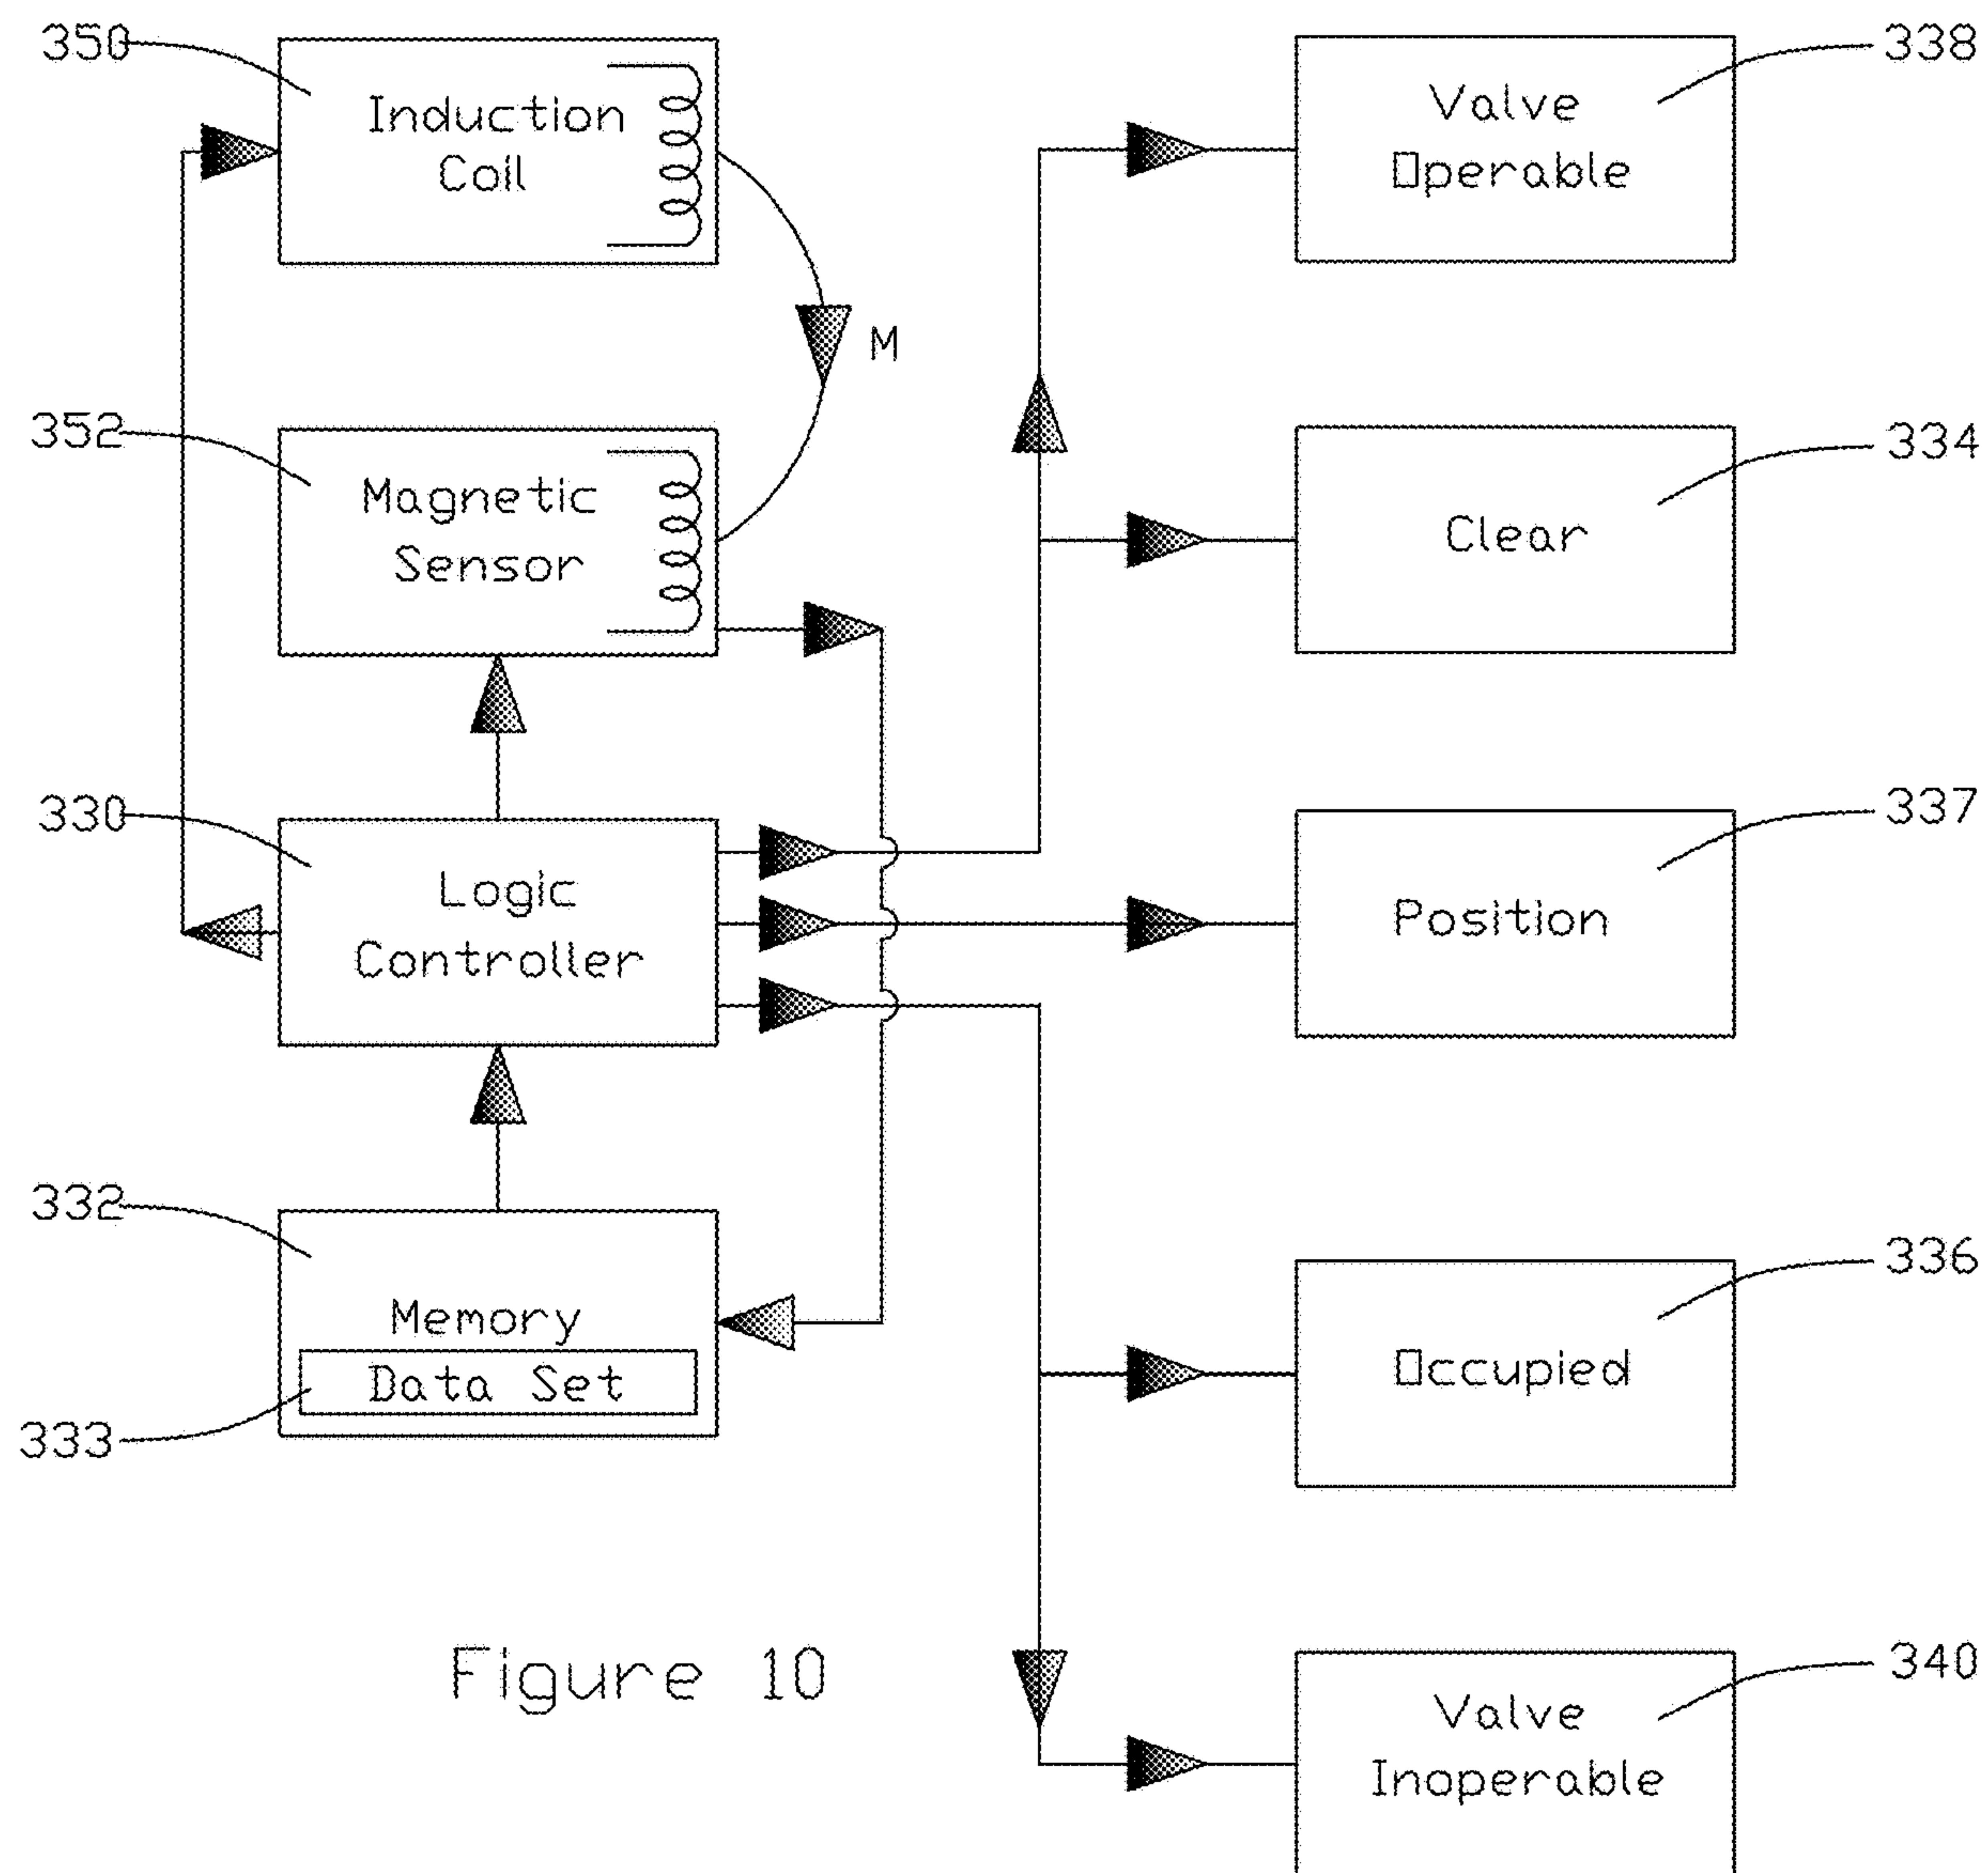 350
Induction
Coil
M
352
Magnetic
Sensor
330
Logic
Controller
332
Memory
Data Set
333
338
Valve
Operable
334
Clear
337
Position
336
Occupied
340
Valve
Inoperable
Figure 10